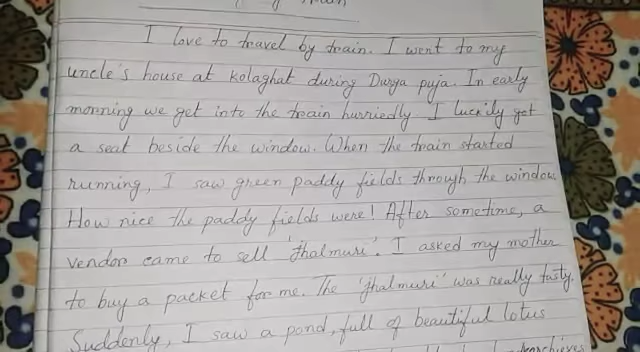 train
I love to travel by train. I went to my
uncle's house at kolaghat during Durga puja. In early
morning we get into the train hurriedly I luckily get
a seat beside the window. When the train started
running, I saw green paddy fields through the window.
How nice the paddy fields were! After sometime, a
vendor came to sell 'Jhalmuri'. I asked my mother
to buy a packet for me. The 'Jhalmuri' was really tasty.
Suddenly, I saw a pond, full of beautiful lotus